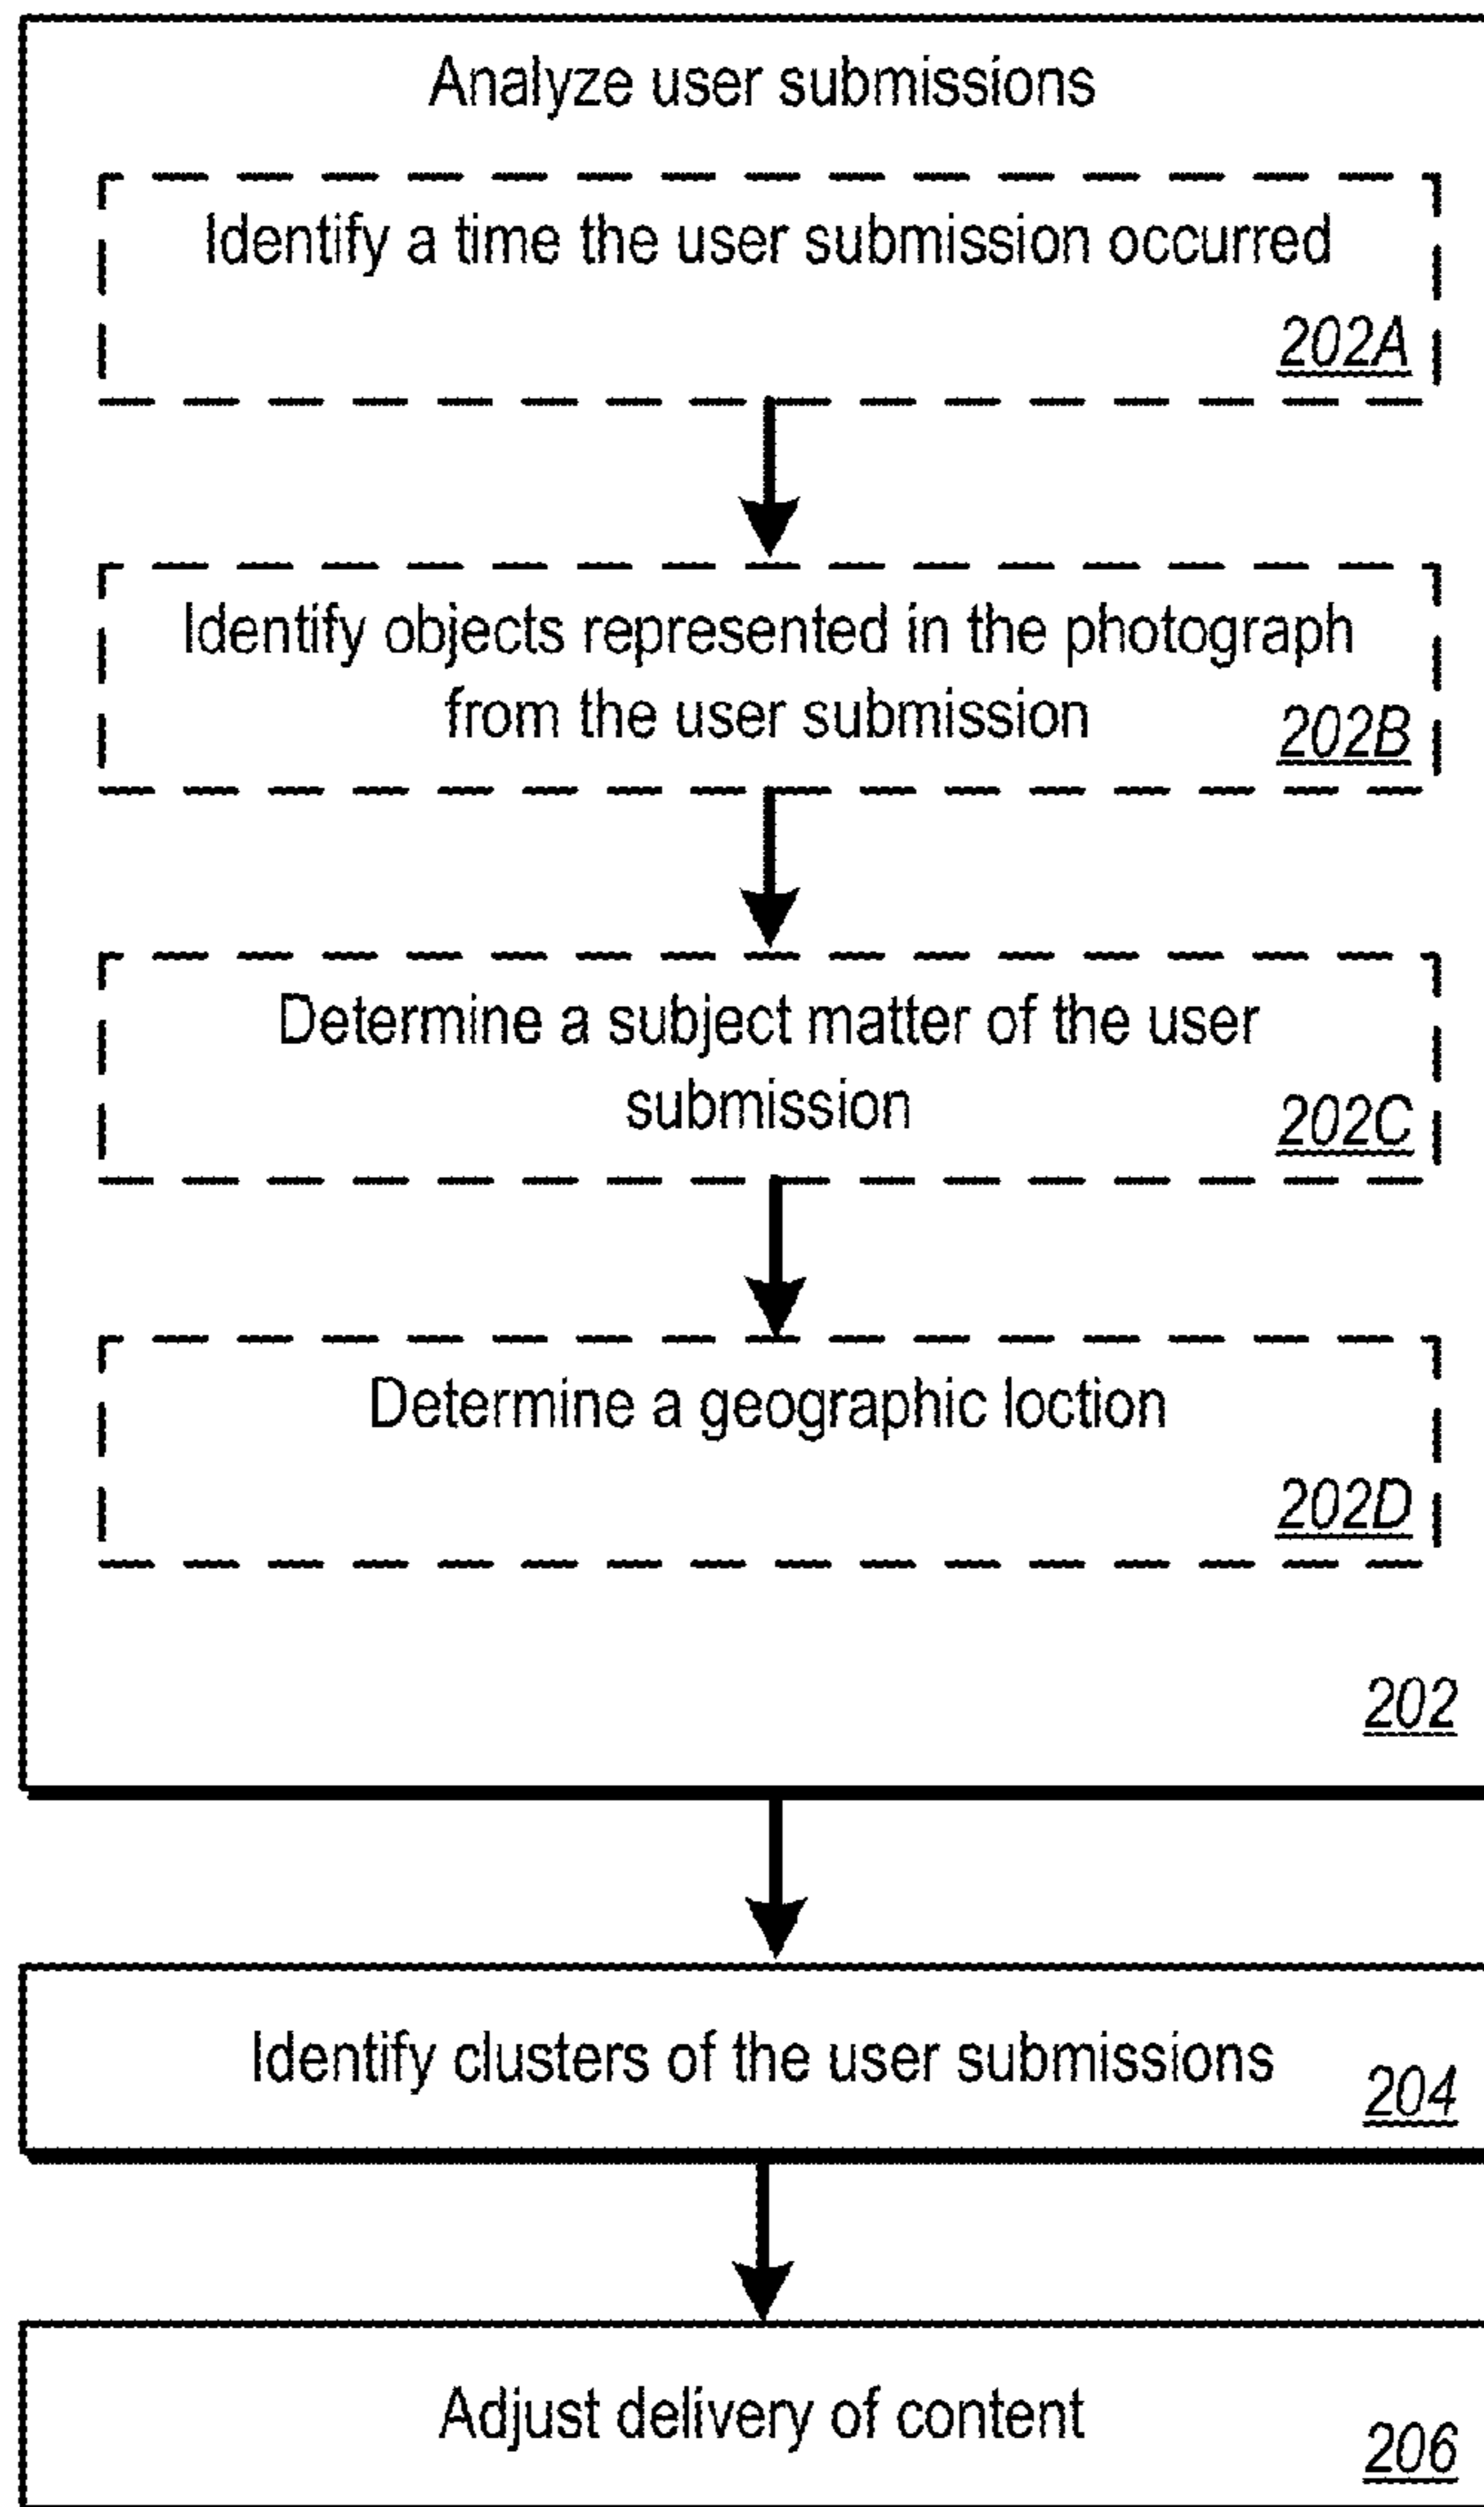 Analyze user submissions
Identify a time the user submission occurred
202A
Identify objects represented in the photograph
from the user submission
202B
Determine a subject matter of the user
submission
202C
Determine a geographic loction
202D
202
Identify clusters of the user submissions
204
Adjust delivery of content
206